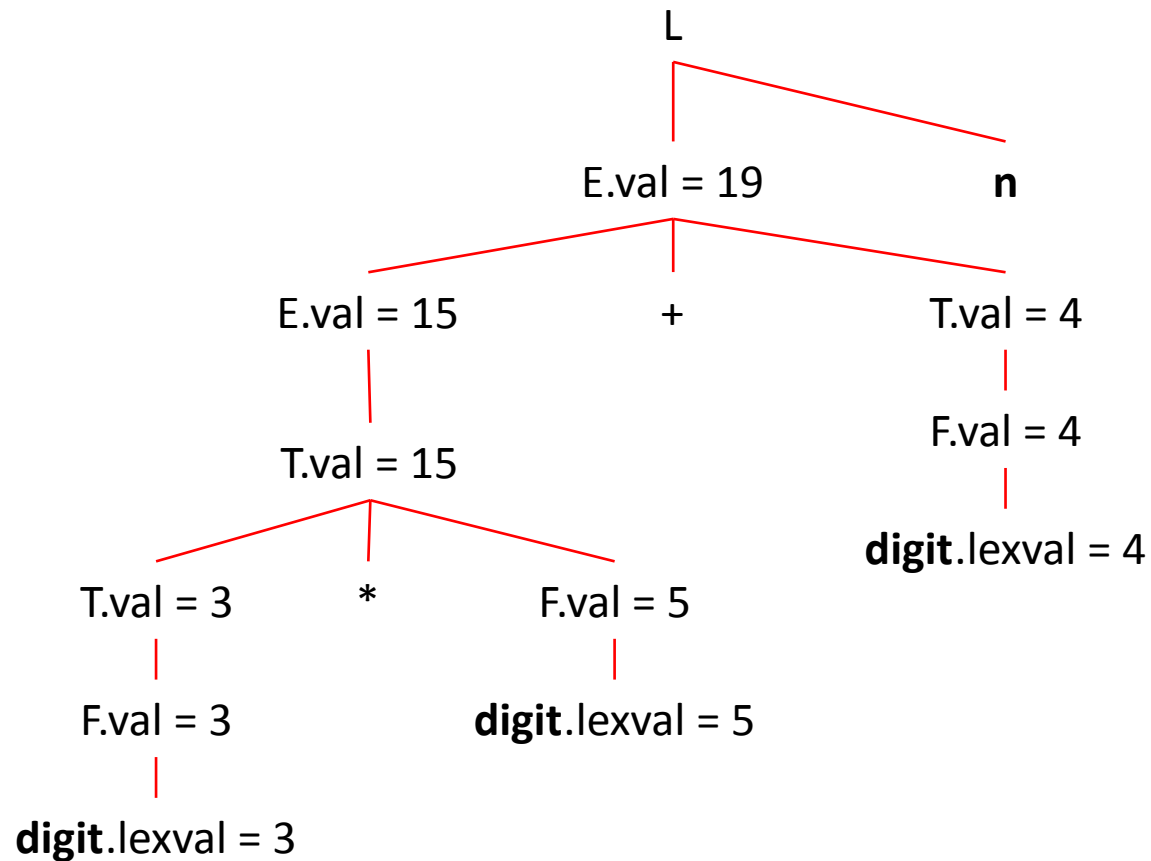 L
E.val = 19 n
E.val = 15 + T.val = 4
F.val = 4
T.val = 15
digit.lexval = 4
T.val = 3 * F.val = 5
F.val = 3 digit.lexval = 5
digit.lexval = 3